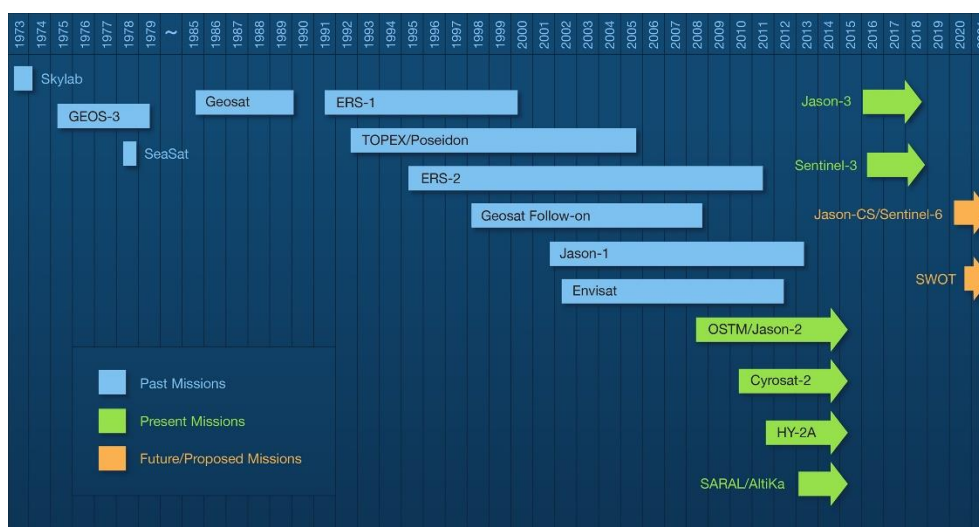 1973 1974 1975 1976 1977 1978 1979 ~ 1985 1986 1987 1988 1989 1990 1991 1992 1993 1994 1995 1996 1997 1998 1999 2000 2001 2002 2003 2004 2005 2006 2007 2008 2009 2010 2011 2012 2013 2014 2015 2016 2017 2018 2019 2020
Skylab
Geosat
ERS-1
Jason-3
GEOS-3
TOPEX/Poseidon
SeaSat
Sentinel-3
ERS-2
Geosat Follow-on
Jason-CS/Sentinel-6
Jason-1
SWOT
Envisat
OSTM/Jason-2
Cyrosat-2
HY-2A
SARAL/AltiKa
Past Missions
Present Missions
Future/Proposed Missions